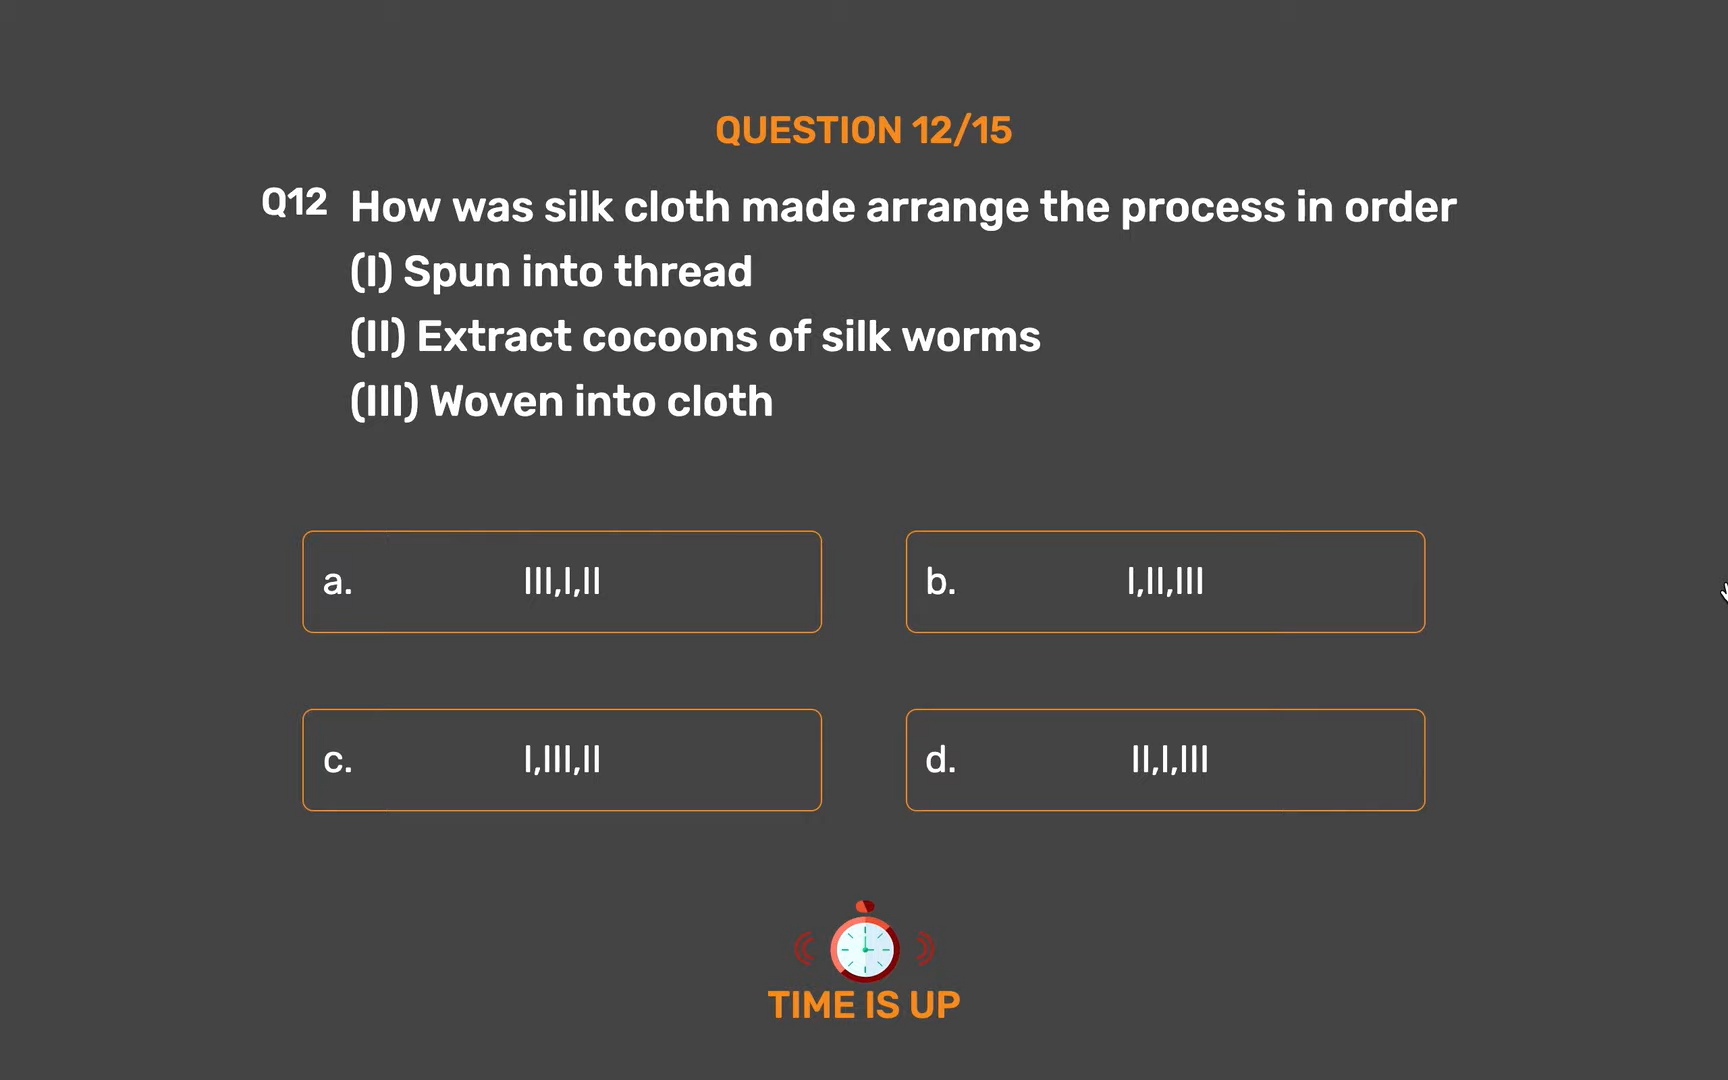 QUESTION 12/15
Q12 How was silk cloth made arrange the process in order
(I) Spun into thread
(II) Extract cocoons of silk worms
(III) Woven into cloth
a. III,I,II
b. I,II,III
c. I,III,II
d. II,I,III
TIME IS UP